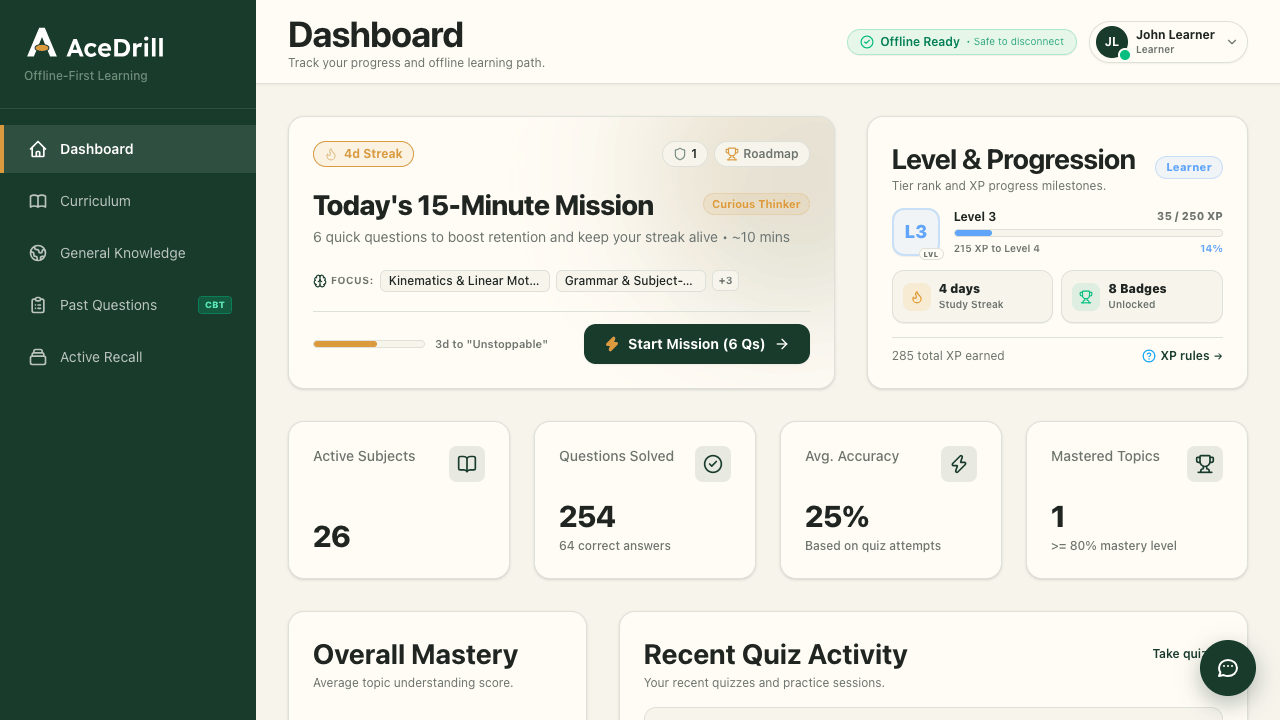 AceDrill
Offline-First Learning
Dashboard
Curriculum
General Knowledge
Past Questions CBT
Active Recall
Dashboard
Track your progress and offline learning path.
Offline Ready • Safe to disconnect
JL John Learner
Learner
4d Streak
1
Roadmap
Today's 15-Minute Mission
Curious Thinker
6 quick questions to boost retention and keep your streak alive • ~10 mins
FOCUS: Kinematics & Linear Mot... Grammar & Subject-... +3
3d to "Unstoppable"
Start Mission (6 Qs) →
Level & Progression
Learner
Tier rank and XP progress milestones.
L3
LVL
Level 3 35 / 250 XP
215 XP to Level 4 14%
4 days
Study Streak
8 Badges
Unlocked
285 total XP earned
XP rules →
Active Subjects
26
Questions Solved
254
64 correct answers
Avg. Accuracy
25%
Based on quiz attempts
Mastered Topics
1
>= 80% mastery level
Overall Mastery
Average topic understanding score.
Recent Quiz Activity
Your recent quizzes and practice sessions.
Take